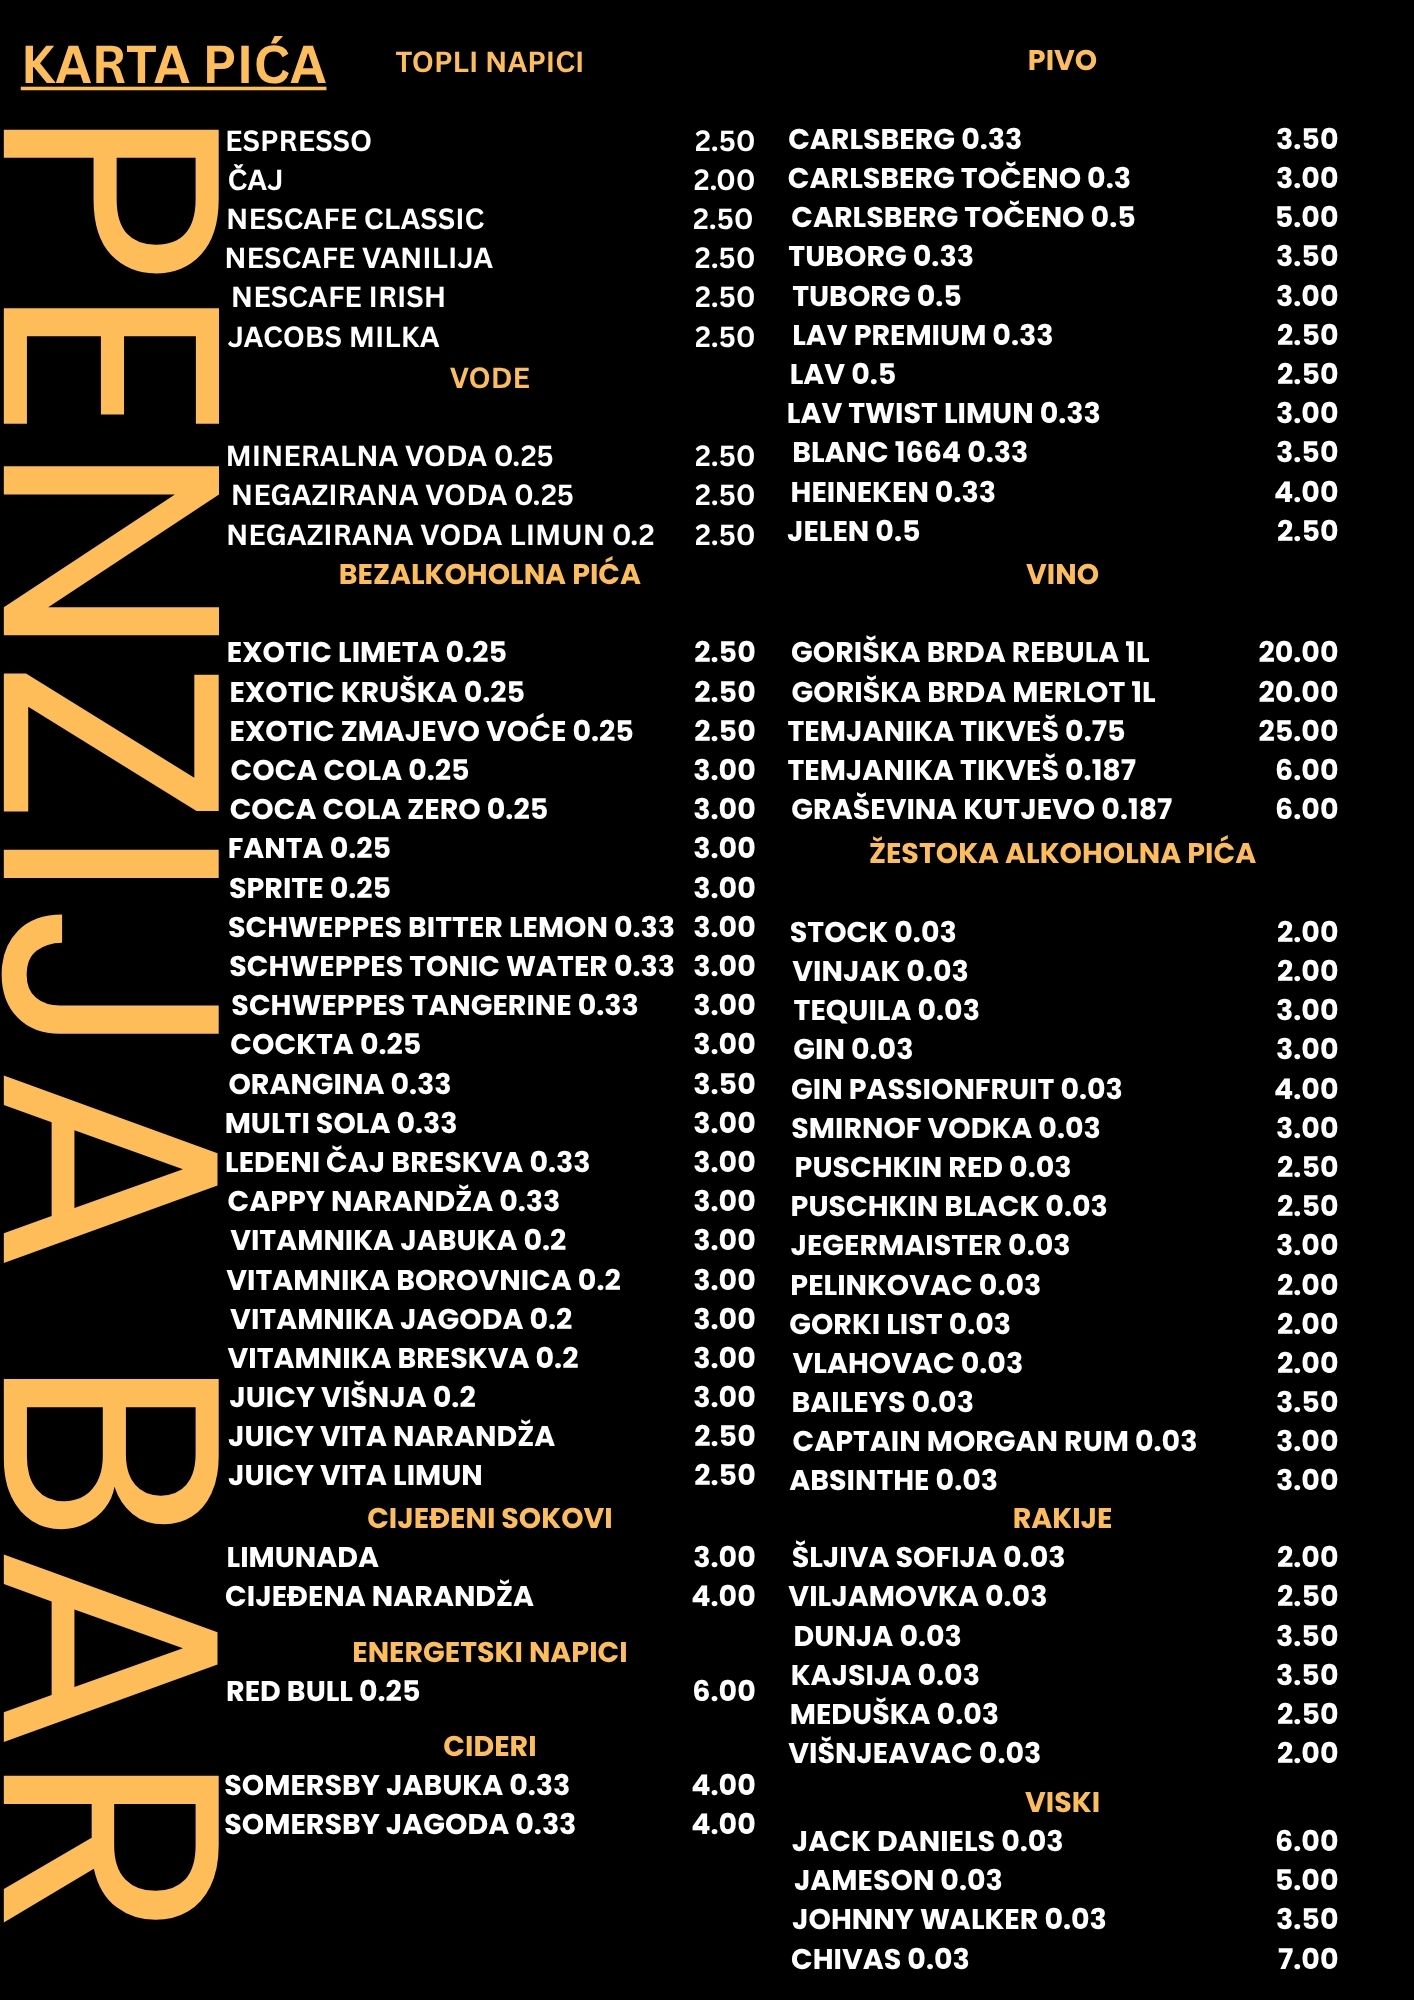 KARTA PIĆA
PENZIJA BAR
TOPLI NAPICI
ESPRESSO 2.50
ČAJ 2.00
NESCAFE CLASSIC 2.50
NESCAFE VANILIJA 2.50
NESCAFE IRISH 2.50
JACOBS MILKA 2.50
VODE
MINERALNA VODA 0.25 2.50
NEGAZIRANA VODA 0.25 2.50
NEGAZIRANA VODA LIMUN 0.2 2.50
BEZALKOHOLNA PIĆA
EXOTIC LIMETA 0.25 2.50
EXOTIC KRUŠKA 0.25 2.50
EXOTIC ZMAJEVO VOĆE 0.25 2.50
COCA COLA 0.25 3.00
COCA COLA ZERO 0.25 3.00
FANTA 0.25 3.00
SPRITE 0.25 3.00
SCHWEPPES BITTER LEMON 0.33 3.00
SCHWEPPES TONIC WATER 0.33 3.00
SCHWEPPES TANGERINE 0.33 3.00
COCKTA 0.25 3.00
ORANGINA 0.33 3.50
MULTI SOLA 0.33 3.00
LEDENI ČAJ BRESKVA 0.33 3.00
CAPPY NARANDŽA 0.33 3.00
VITAMNIKA JABUKA 0.2 3.00
VITAMNIKA BOROVNICA 0.2 3.00
VITAMNIKA JAGODA 0.2 3.00
VITAMNIKA BRESKVA 0.2 3.00
JUICY VIŠNJA 0.2 3.00
JUICY VITA NARANDŽA 2.50
JUICY VITA LIMUN 2.50
CIJEĐENI SOKOVI
LIMUNADA 3.00
CIJEĐENA NARANDŽA 4.00
ENERGETSKI NAPICI
RED BULL 0.25 6.00
CIDERI
SOMERSBY JABUKA 0.33 4.00
SOMERSBY JAGODA 0.33 4.00
PIVO
CARLSBERG 0.33 3.50
CARLSBERG TOČENO 0.3 3.00
CARLSBERG TOČENO 0.5 5.00
TUBORG 0.33 3.50
TUBORG 0.5 3.00
LAV PREMIUM 0.33 2.50
LAV 0.5 2.50
LAV TWIST LIMUN 0.33 3.00
BLANC 1664 0.33 3.50
HEINEKEN 0.33 4.00
JELEN 0.5 2.50
VINO
GORIŠKA BRDA REBULA 1L 20.00
GORIŠKA BRDA MERLOT 1L 20.00
TEMJANIKA TIKVEŠ 0.75 25.00
TEMJANIKA TIKVEŠ 0.187 6.00
GRAŠEVINA KUTJEVO 0.187 6.00
ŽESTOKA ALKOHOLNA PIĆA
STOCK 0.03 2.00
VINJAK 0.03 2.00
TEQUILA 0.03 3.00
GIN 0.03 3.00
GIN PASSIONFRUIT 0.03 4.00
SMIRNOF VODKA 0.03 3.00
PUSCHKIN RED 0.03 2.50
PUSCHKIN BLACK 0.03 2.50
JEGERMAISTER 0.03 3.00
PELINKOVAC 0.03 2.00
GORKI LIST 0.03 2.00
VLAHOVAC 0.03 2.00
BAILEYS 0.03 3.50
CAPTAIN MORGAN RUM 0.03 3.00
ABSINTHE 0.03 3.00
RAKIJE
ŠLJIVA SOFIJA 0.03 2.00
VILJAMOVKA 0.03 2.50
DUNJA 0.03 3.50
KAJSIJA 0.03 3.50
MEDUŠKA 0.03 2.50
VIŠNJEAVAC 0.03 2.00
VISKI
JACK DANIELS 0.03 6.00
JAMESON 0.03 5.00
JOHNNY WALKER 0.03 3.50
CHIVAS 0.03 7.00